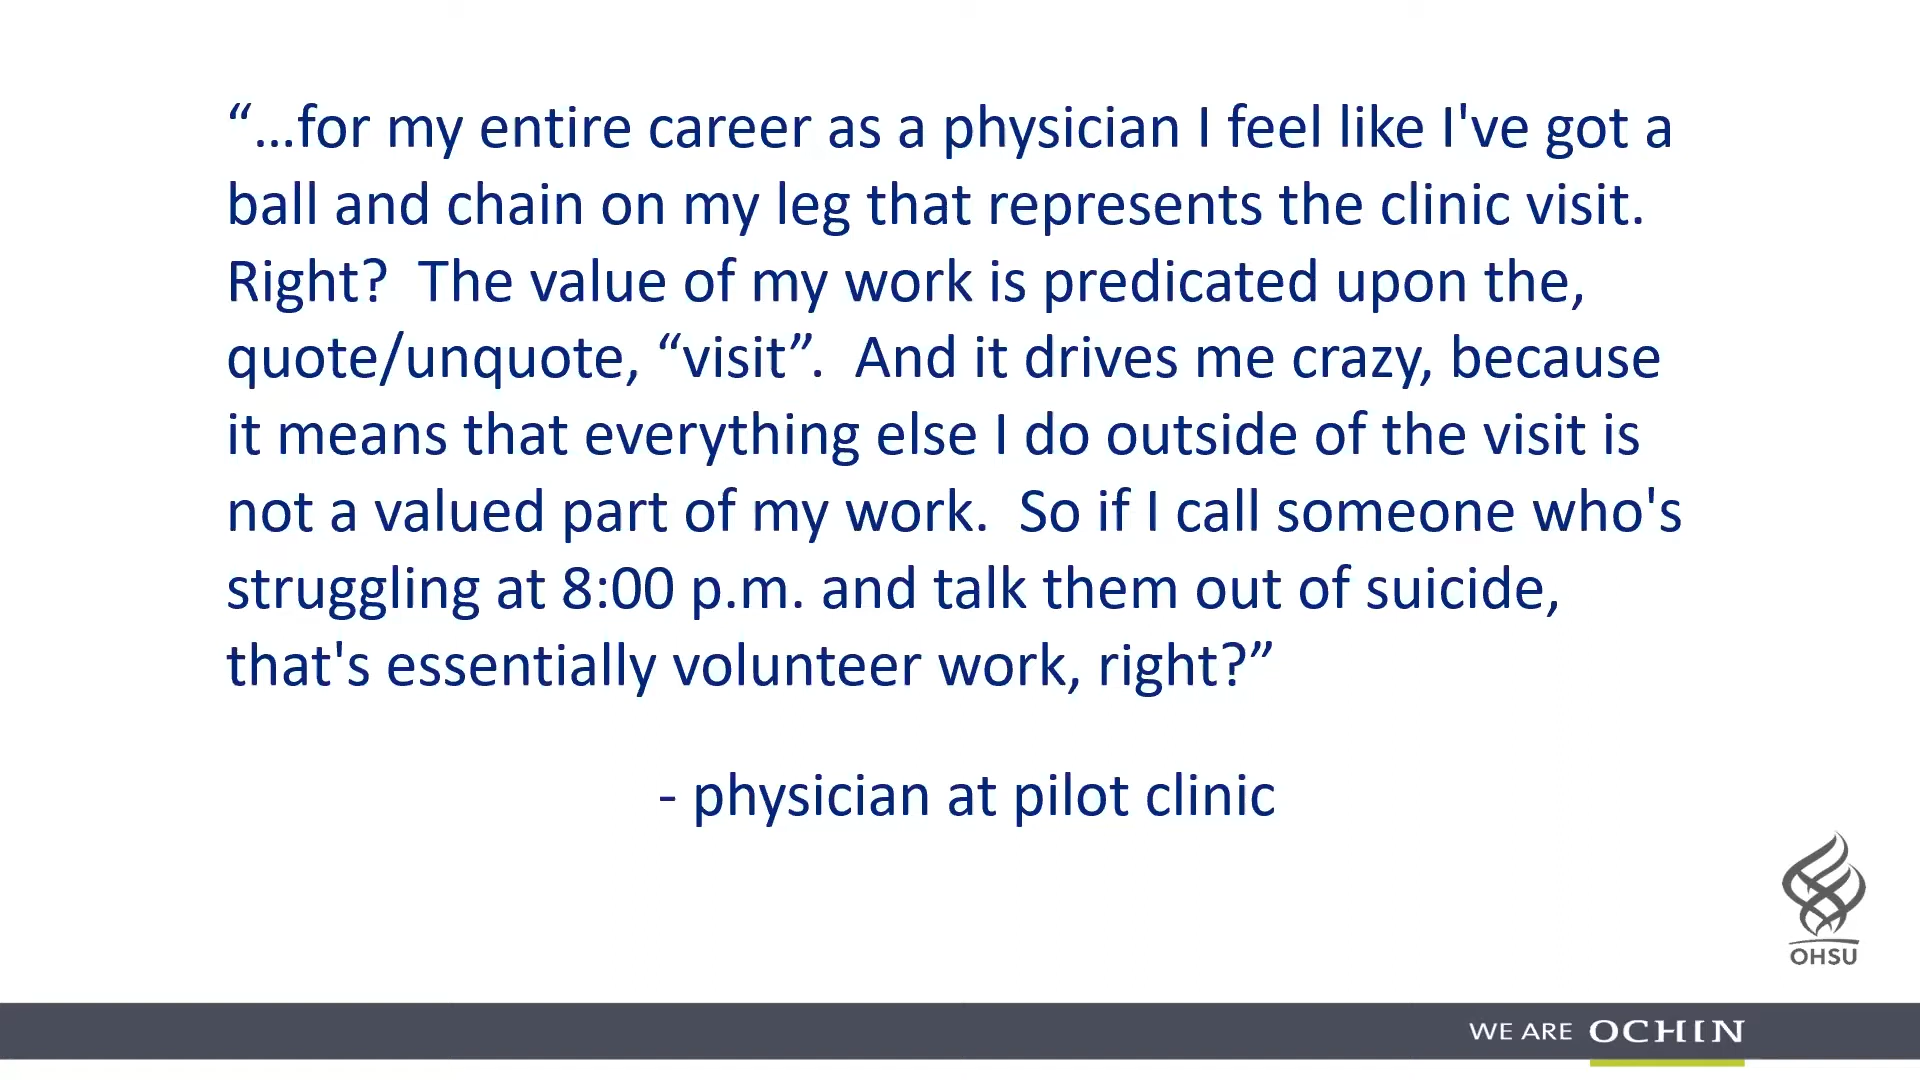 “...for my entire career as a physician I feel like I've got a
ball and chain on my leg that represents the clinic visit.
Right?  The value of my work is predicated upon the,
quote/unquote, “visit”.  And it drives me crazy, because
it means that everything else I do outside of the visit is
not a valued part of my work.  So if I call someone who's
struggling at 8:00 p.m. and talk them out of suicide,
that's essentially volunteer work, right?”
- physician at pilot clinic
OHSU
WE ARE OCHIN